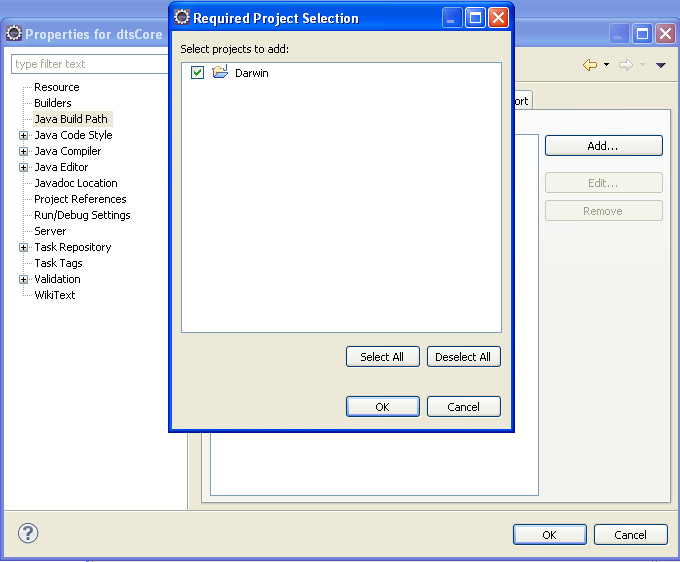 Properties for dtsCore
Required Project Selection
Select projects to add:
Darwin
Select All
Deselect All
OK
Cancel
type filter text
Resource
Builders
Java Build Path
Java Code Style
Java Compiler
Java Editor
Javadoc Location
Project References
Run/Debug Settings
Server
Task Repository
Task Tags
Validation
WikiText
ort
Add...
Edit...
Remove
?
OK
Cancel